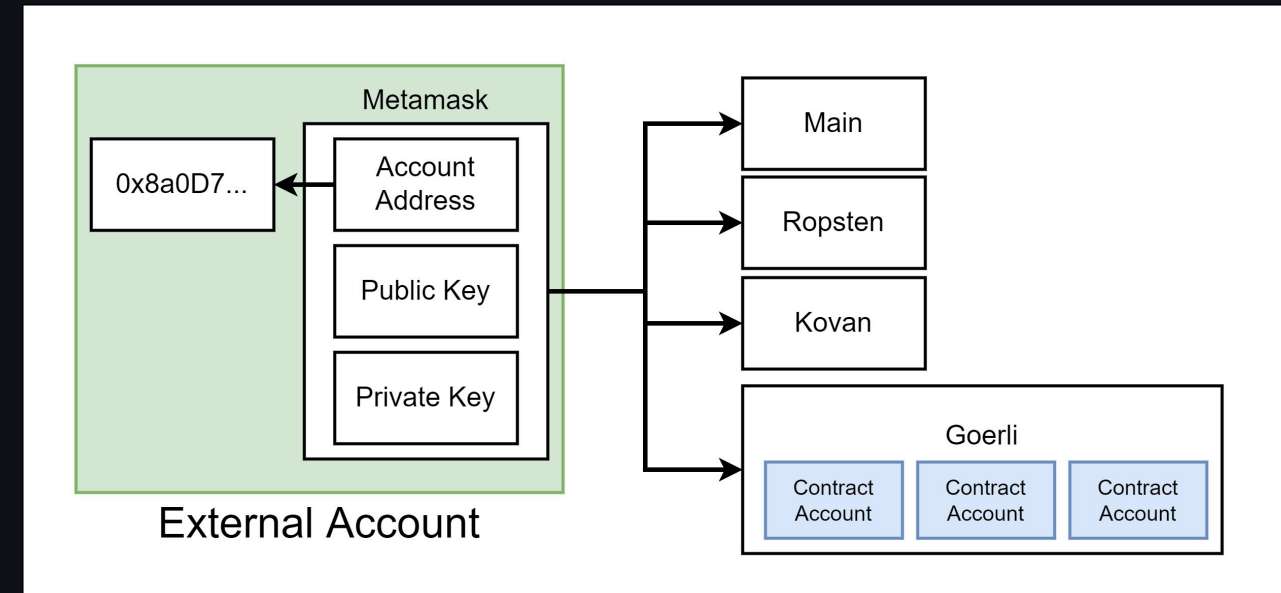 Metamask
0x8a0D7...
Account
Address
Public Key
Private Key
External Account
Main
Ropsten
Kovan
Goerli
Contract
Account
Contract
Account
Contract
Account